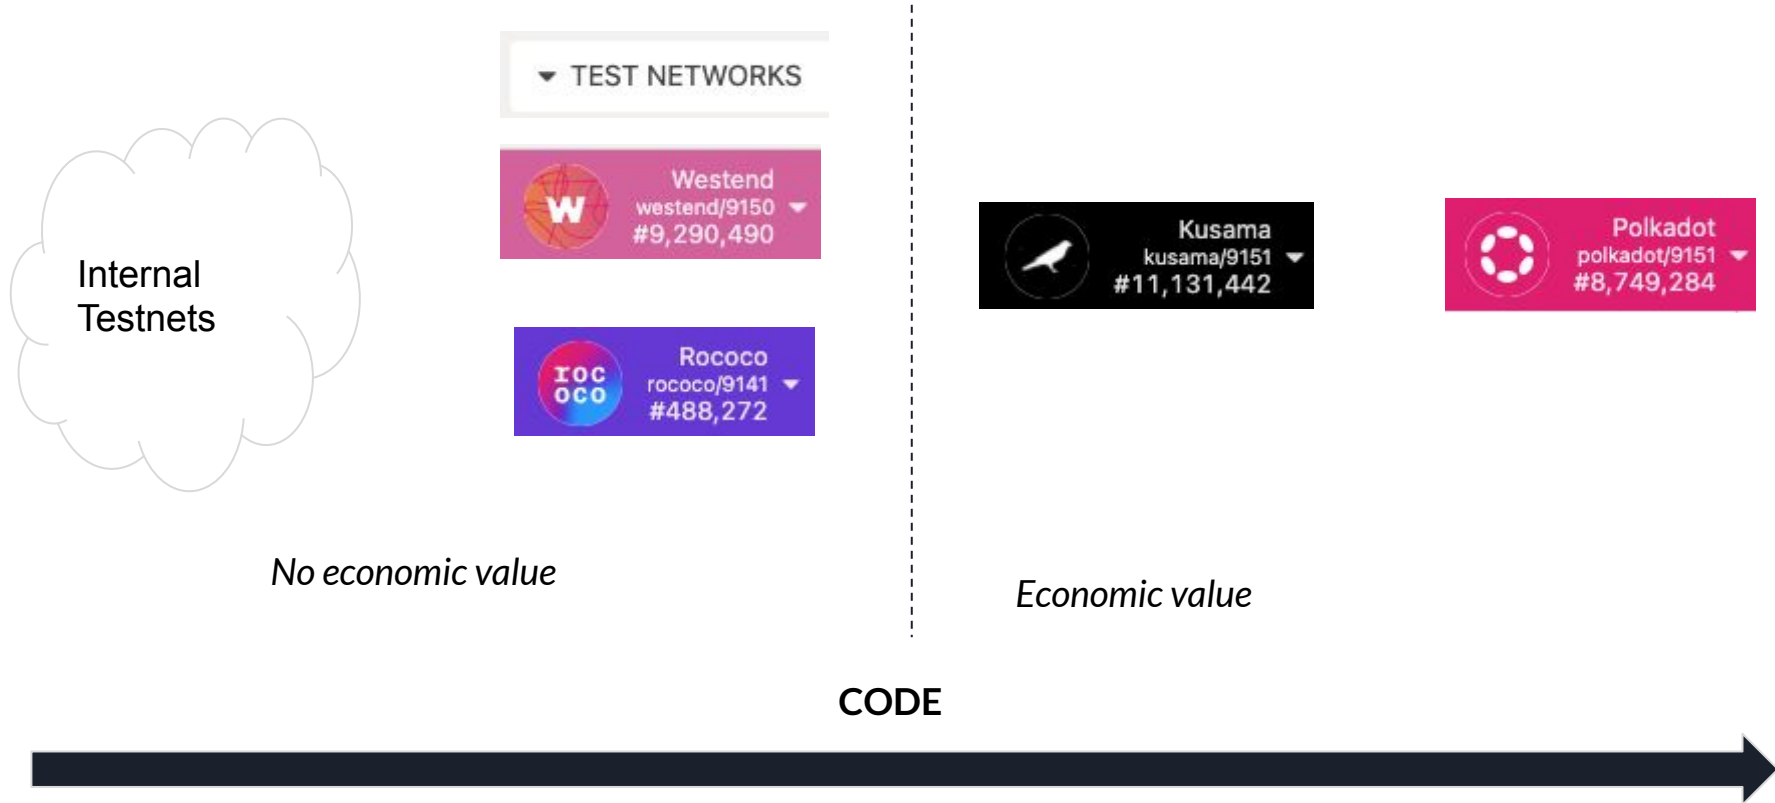 TEST NETWORKS
W
Westend
westend/9150
#9,290,490
Internal
Testnets
roc
oco
Rococo
rococo/9141
#488,272
Kusama
kusama/9151
#11,131,442
Polkadot
polkadot/9151
#8,749,284
No economic value
Economic value
CODE